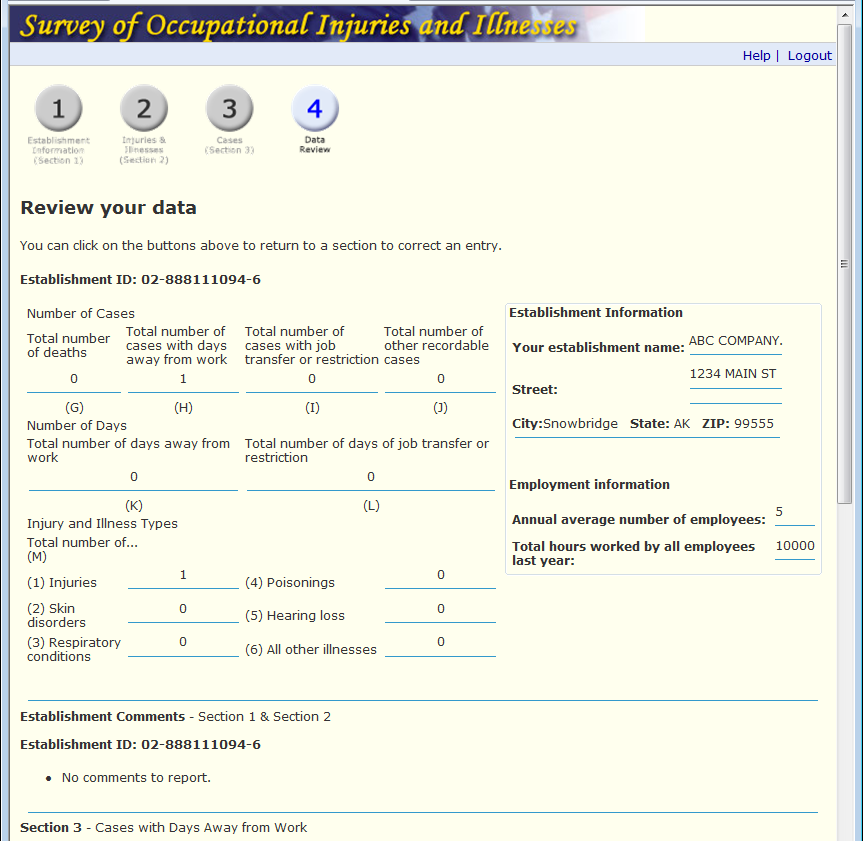 Survey of Occupational Injuries and Illnesses
Help | Logout
1 2 3 4
Establishment
Information
(Section 1)
Injuries &
Illnesses
(Section 2)
Cases
(Section 3)
Data
Review
Review your data
You can click on the buttons above to return to a section to correct an entry.
Establishment ID: 02-888111094-6
Number of Cases
Total number
of deaths
Total number of
cases with days
away from work
Total number of
cases with job
transfer or restriction
Total number of
other recordable
cases
0 1 0 0
(G) (H) (I) (J)
Number of Days
Total number of days away from
work
Total number of days of job transfer or
restriction
0 0
(K) (L)
Injury and Illness Types
Total number of...
(M)
(1) Injuries 1 (4) Poisonings 0
(2) Skin
disorders 0 (5) Hearing loss 0
(3) Respiratory
conditions 0 (6) All other illnesses 0
Establishment Information
Your establishment name: ABC COMPANY.
Street: 1234 MAIN ST
City:Snowbridge State: AK ZIP: 99555
Employment information
Annual average number of employees: 5
Total hours worked by all employees
last year: 10000
Establishment Comments - Section 1 & Section 2
Establishment ID: 02-888111094-6
• No comments to report.
Section 3 - Cases with Days Away from Work